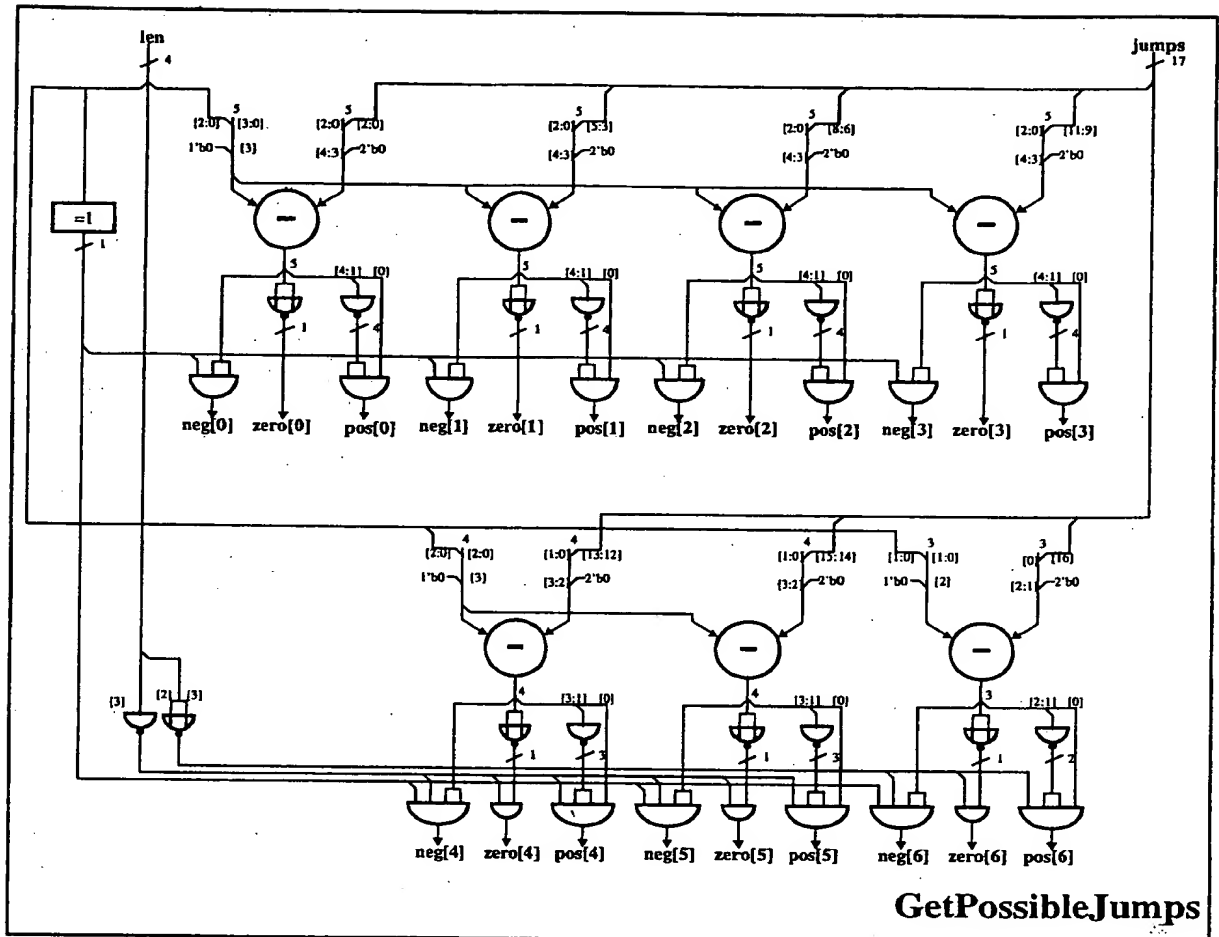 len
jumps
4
17
5
5
5
5
5
[2:0] [3:0]
[2:0] [2:0]
[2:0] [5:3]
[2:0] [8:6]
[2:0] [11:9]
1'b0 [3]
[4:3] 2'b0
[4:3] 2'b0
[4:3] 2'b0
[4:3] 2'b0
=1
1
− − − −
5 [4:1] [0]
5 [4:1] [0]
5 [4:1] [0]
5 [4:1] [0]
1 4 1 4 1 4 1 4
neg[0] zero[0] pos[0] neg[1] zero[1] pos[1] neg[2] zero[2] pos[2] neg[3] zero[3] pos[3]
4 4 4 3 3
[2:0] [2:0]
[1:0] [13:12]
[1:0] [15:14]
[1:0] [1:0]
[0] [16]
1'b0 [3]
[3:2] 2'b0
[3:2] 2'b0
1'b0 [2]
[2:1] 2'b0
− − −
[3] [2] [3]
4 [3:1] [0]
4 [3:1] [0]
3 [2:1] [0]
1 3 1 3 1 2
neg[4] zero[4] pos[4] neg[5] zero[5] pos[5] neg[6] zero[6] pos[6]
GetPossibleJumps